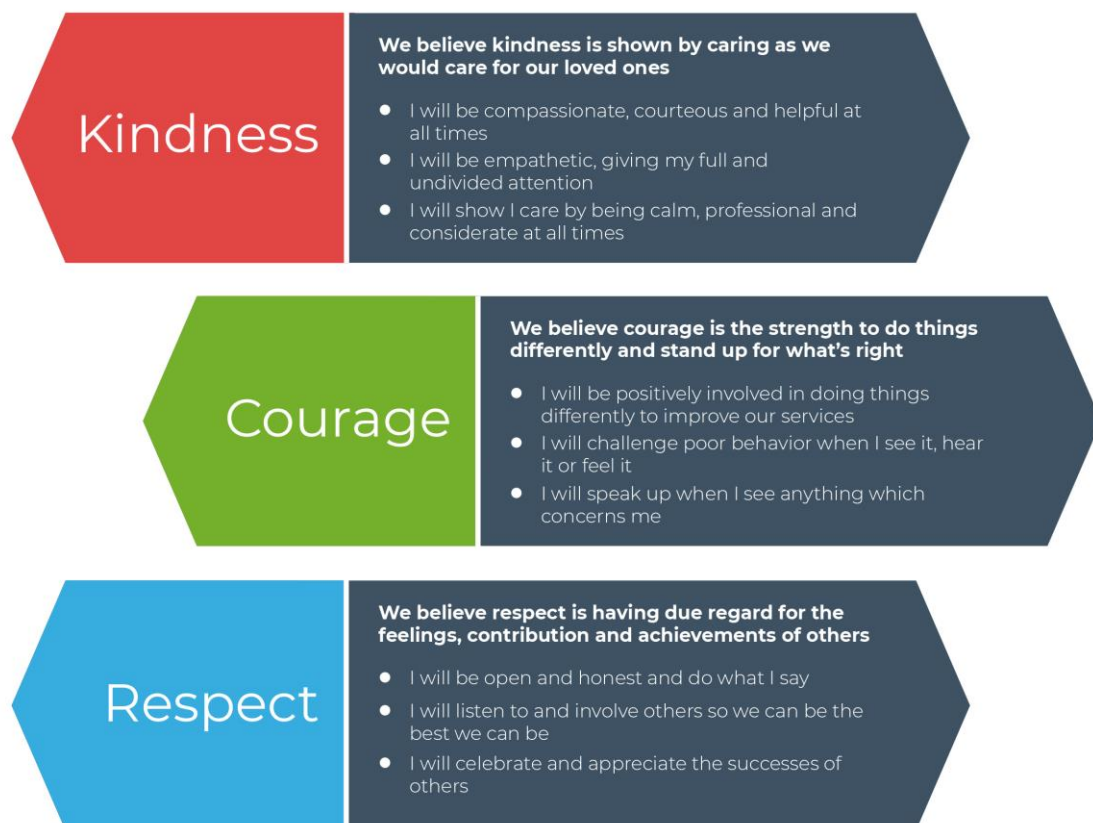 Kindness
We believe kindness is shown by caring as we
would care for our loved ones
● I will be compassionate, courteous and helpful at
all times
● I will be empathetic, giving my full and
undivided attention
● I will show I care by being calm, professional and
considerate at all times
Courage
We believe courage is the strength to do things
differently and stand up for what's right
● I will be positively involved in doing things
differently to improve our services
● I will challenge poor behavior when I see it, hear
it or feel it
● I will speak up when I see anything which
concerns me
Respect
We believe respect is having due regard for the
feelings, contribution and achievements of others
● I will be open and honest and do what I say
● I will listen to and involve others so we can be the
best we can be
● I will celebrate and appreciate the successes of
others